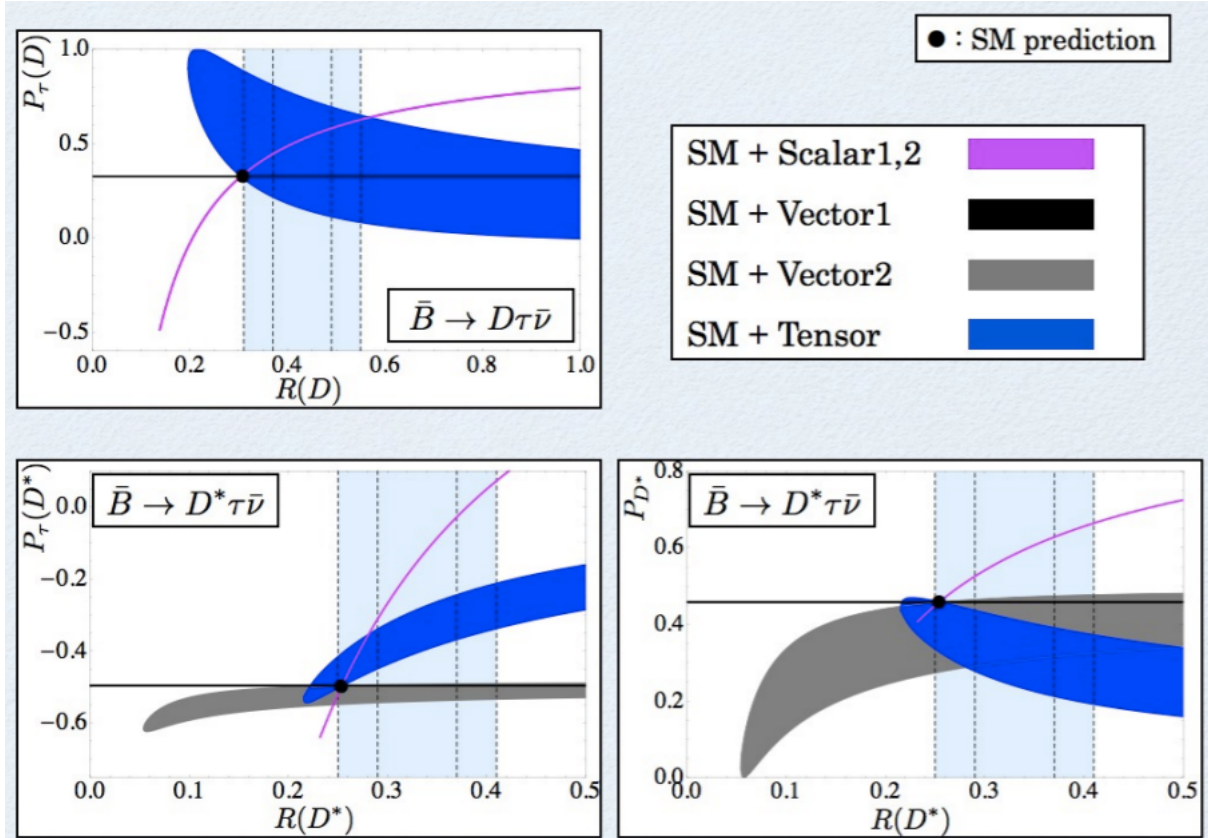 ● : SM prediction
P_τ(D)
1.0
0.5
0.0
−0.5
B̄ → Dτν̄
0.0 0.2 0.4 0.6 0.8 1.0
R(D)
SM + Scalar1,2
SM + Vector1
SM + Vector2
SM + Tensor
P_τ(D*)
0.0
−0.2
−0.4
−0.6
B̄ → D*τν̄
0.0 0.1 0.2 0.3 0.4 0.5
R(D*)
P_D*
0.8
0.6
0.4
0.2
0.0
B̄ → D*τν̄
0.0 0.1 0.2 0.3 0.4 0.5
R(D*)